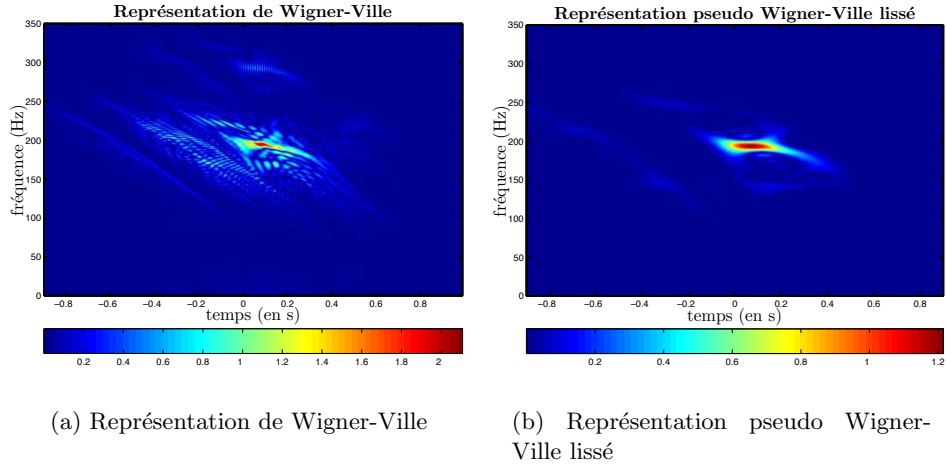 Représentation de Wigner-Ville
350
300
250
200
150
100
50
0
fréquence (Hz)
−0.8 −0.6 −0.4 −0.2 0 0.2 0.4 0.6 0.8
temps (en s)
0.2 0.4 0.6 0.8 1 1.2 1.4 1.6 1.8 2
(a) Représentation de Wigner-Ville
Représentation pseudo Wigner-Ville lissé
350
300
250
200
150
100
50
0
fréquence (Hz)
−0.8 −0.6 −0.4 −0.2 0 0.2 0.4 0.6 0.8
temps (en s)
0.2 0.4 0.6 0.8 1 1.2
(b) Représentation pseudo Wigner-
Ville lissé